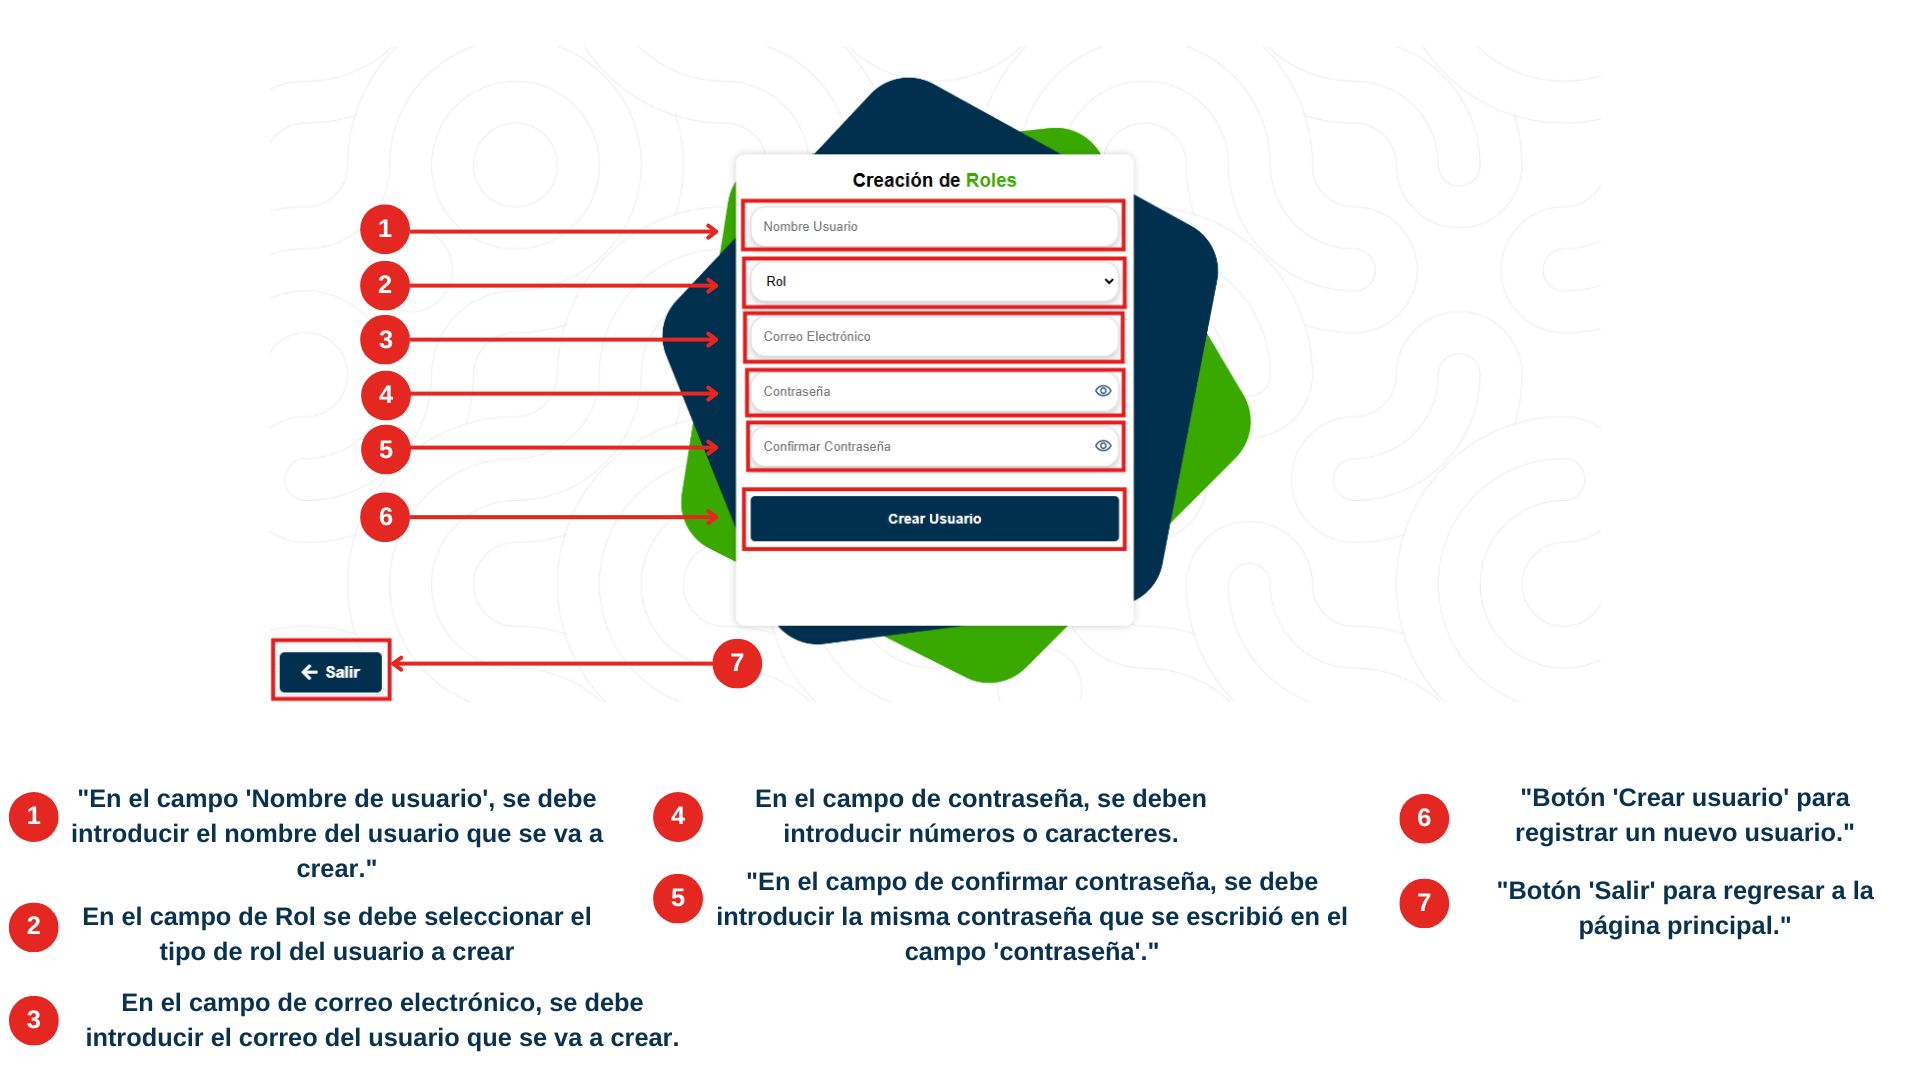 Creación de Roles
1
Nombre Usuario
2
Rol
3
Correo Electrónico
4
Contraseña
5
Confirmar Contraseña
6
Crear Usuario
7
Salir
1
"En el campo 'Nombre de usuario', se debe
introducir el nombre del usuario que se va a
crear."
2
En el campo de Rol se debe seleccionar el
tipo de rol del usuario a crear
3
En el campo de correo electrónico, se debe
introducir el correo del usuario que se va a crear.
4
En el campo de contraseña, se deben
introducir números o caracteres.
5
"En el campo de confirmar contraseña, se debe
introducir la misma contraseña que se escribió en el
campo 'contraseña'."
6
"Botón 'Crear usuario' para
registrar un nuevo usuario."
7
"Botón 'Salir' para regresar a la
página principal."